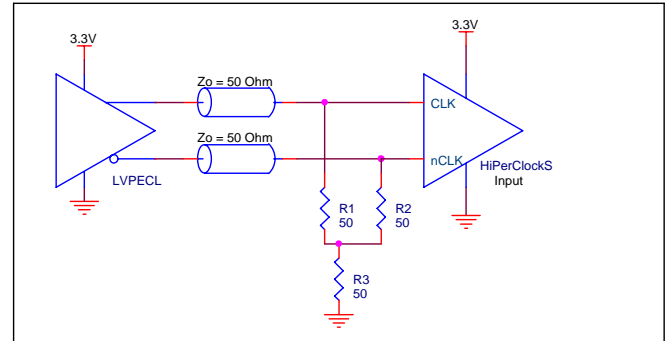 3.3V
3.3V
Zo = 50 Ohm
CLK
Zo = 50 Ohm
nCLK
LVPECL
HiPerClockS
Input
R1
50
R2
50
R3
50